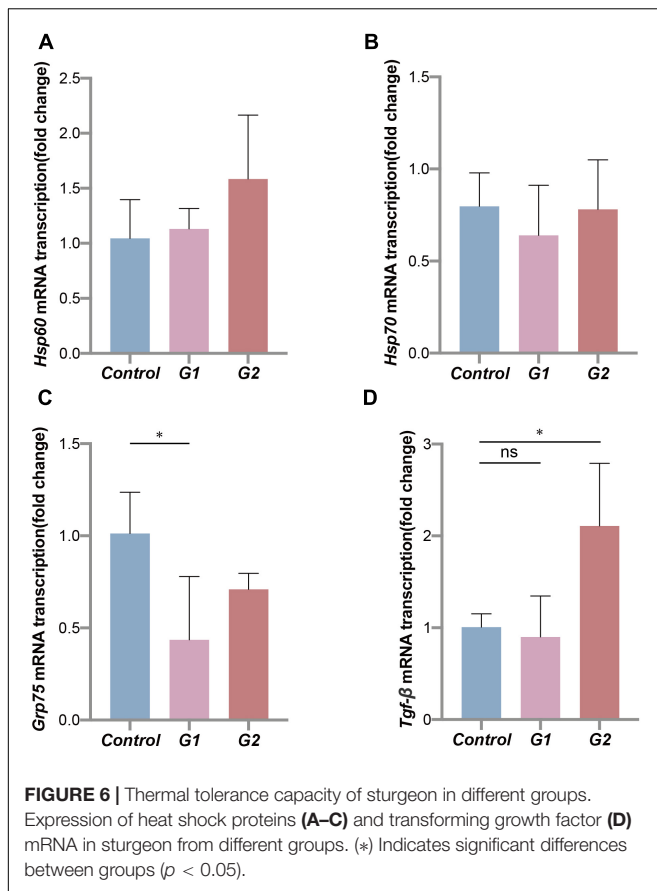 A
Hsp60 mRNA transcription(fold change)
2.5
2.0
1.5
1.0
0.5
0.0
Control G1 G2
B
Hsp70 mRNA transcription(fold change)
1.5
1.0
0.5
0.0
Control G1 G2
C
Grp75 mRNA transcription(fold change)
1.5
1.0
0.5
0.0
*
Control G1 G2
D
Tgf-β mRNA transcription(fold change)
3
2
1
0
*
ns
Control G1 G2
FIGURE 6 | Thermal tolerance capacity of sturgeon in different groups.
Expression of heat shock proteins (A–C) and transforming growth factor (D)
mRNA in sturgeon from different groups. (*) Indicates significant differences
between groups (p < 0.05).